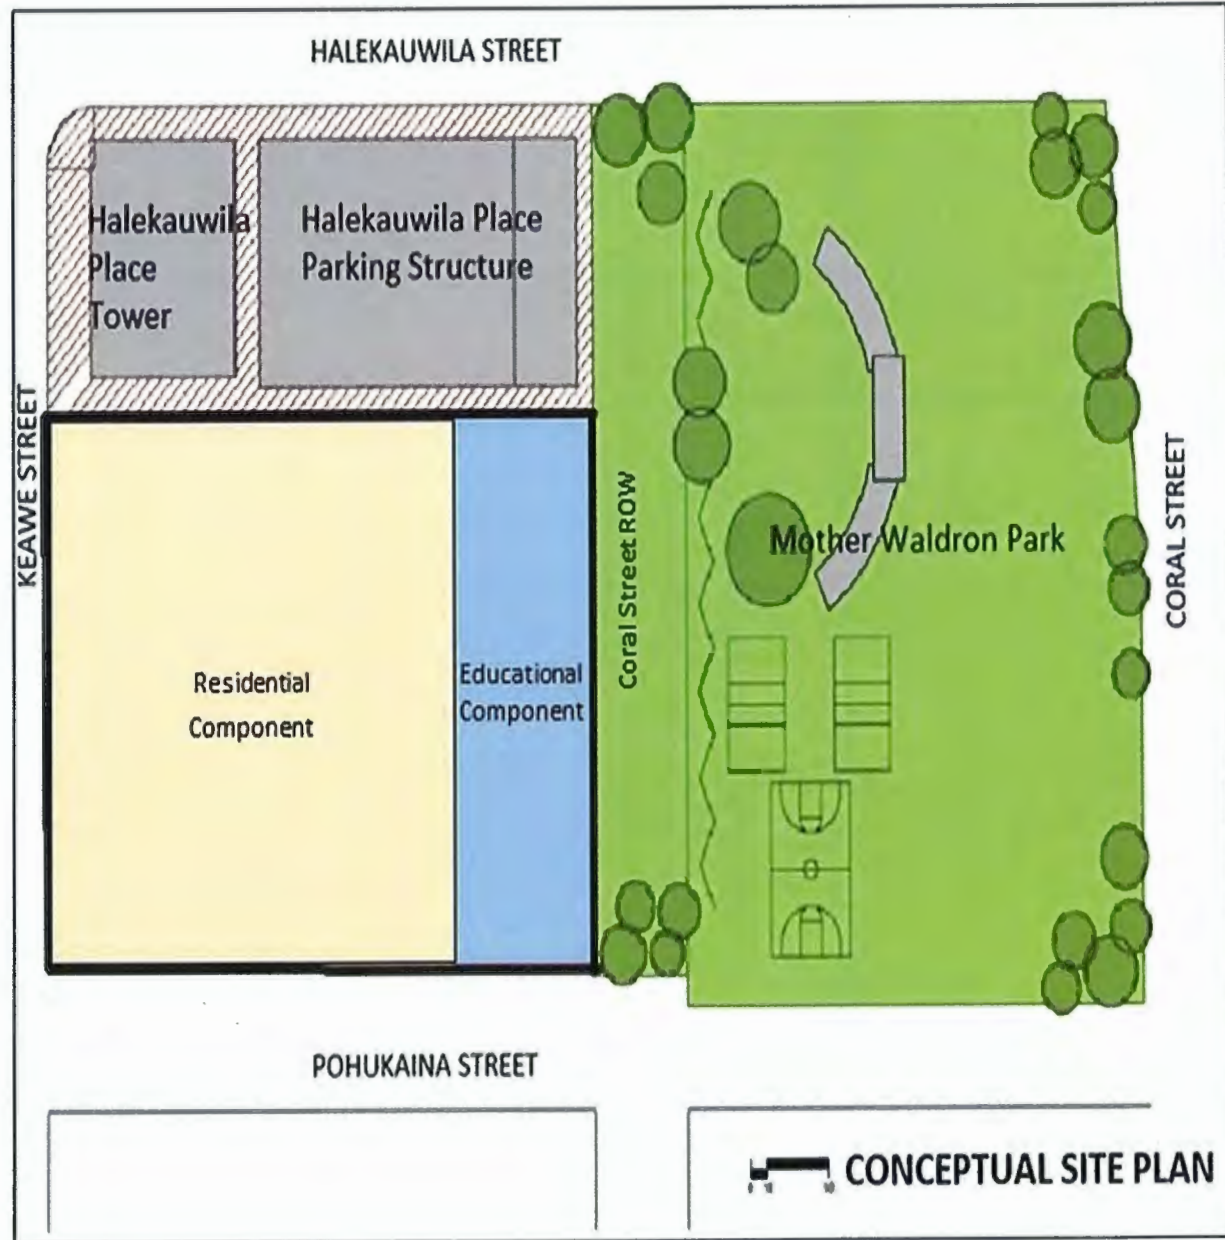 HALEKAUWILA STREET
Halekauwila
Place
Tower
Halekauwila Place
Parking Structure
KEAWE STREET
Coral Street ROW
Mother Waldron Park
CORAL STREET
Residential
Component
Educational
Component
POHUKAINA STREET
CONCEPTUAL SITE PLAN